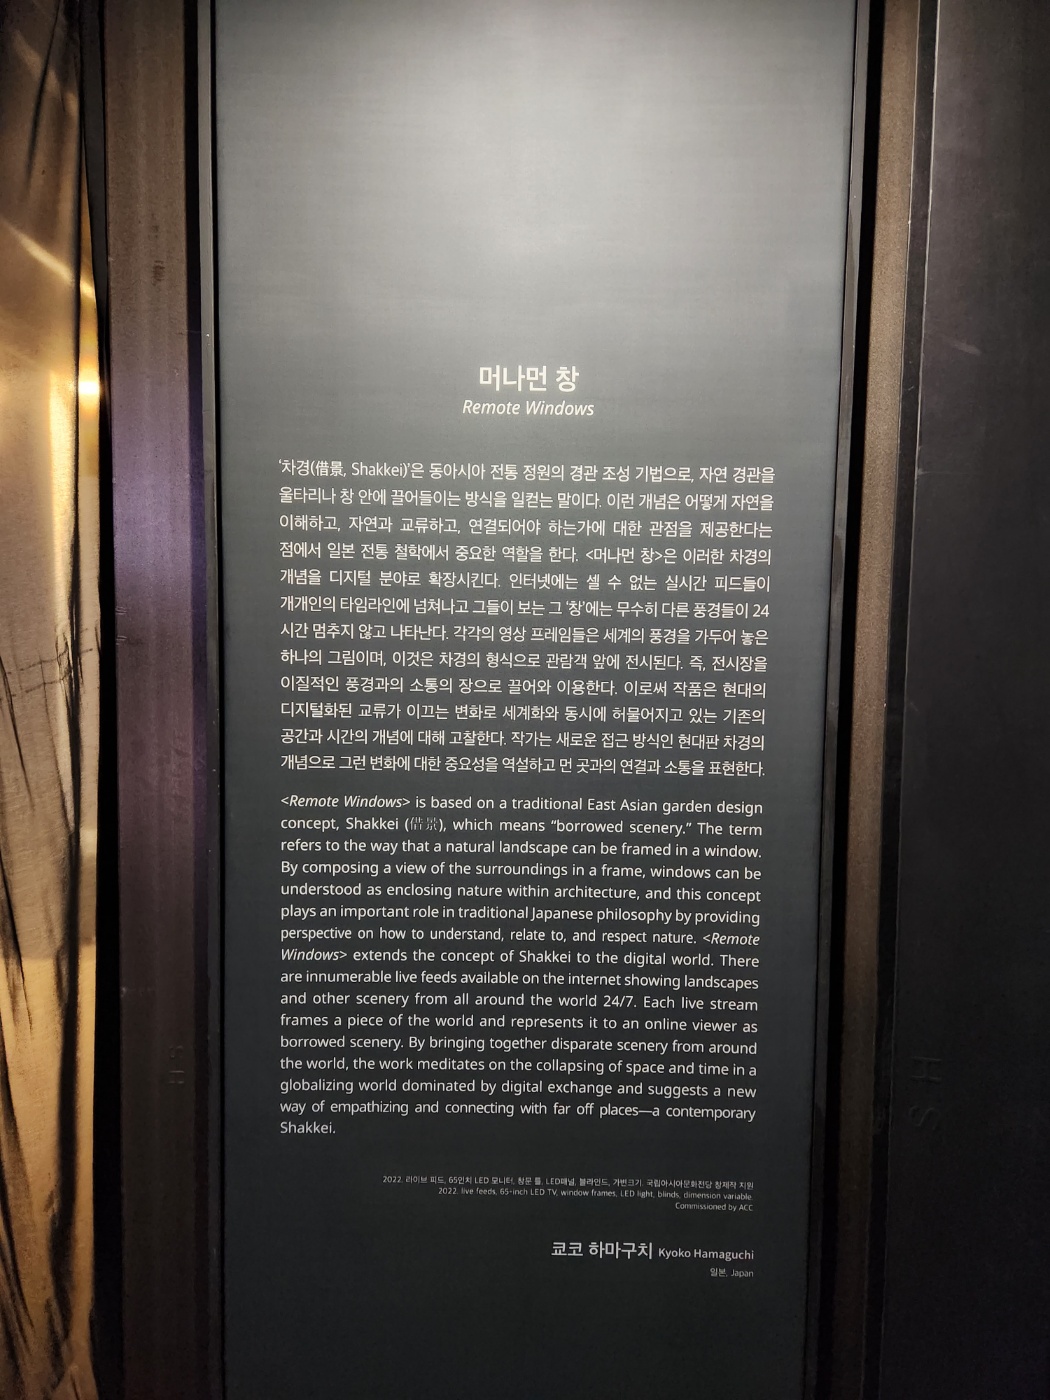 머나먼 창
Remote Windows
'차경(借景, Shakkei)'은 동아시아 전통 정원의 경관 조성 기법으로, 자연 경관을
울타리나 창 안에 끌어들이는 방식을 일컫는 말이다. 이런 개념은 어떻게 자연을
이해하고, 자연과 교류하고, 연결되어야 하는가에 대한 관점을 제공한다는
점에서 일본 전통 철학에서 중요한 역할을 한다. <머나먼 창>은 이러한 차경의
개념을 디지털 분야로 확장시킨다. 인터넷에는 셀 수 없는 실시간 피드들이
개개인의 타임라인에 넘쳐나고 그들이 보는 그 '창'에는 무수히 다른 풍경들이 24
시간 멈추지 않고 나타난다. 각각의 영상 프레임들은 세계의 풍경을 가두어 놓은
하나의 그림이며, 이것은 차경의 형식으로 관람객 앞에 전시된다. 즉, 전시장을
이질적인 풍경과의 소통의 장으로 끌어와 이용한다. 이로써 작품은 현대의
디지털화된 교류가 이끄는 변화로 세계화와 동시에 허물어지고 있는 기존의
공간과 시간의 개념에 대해 고찰한다. 작가는 새로운 접근 방식인 현대판 차경의
개념으로 그런 변화에 대한 중요성을 역설하고 먼 곳과의 연결과 소통을 표현한다.
<Remote Windows> is based on a traditional East Asian garden design
concept, Shakkei (借景), which means “borrowed scenery.” The term
refers to the way that a natural landscape can be framed in a window.
By composing a view of the surroundings in a frame, windows can be
understood as enclosing nature within architecture, and this concept
plays an important role in traditional Japanese philosophy by providing
perspective on how to understand, relate to, and respect nature. <Remote
Windows> extends the concept of Shakkei to the digital world. There
are innumerable live feeds available on the internet showing landscapes
and other scenery from all around the world 24/7. Each live stream
frames a piece of the world and represents it to an online viewer as
borrowed scenery. By bringing together disparate scenery from around
the world, the work meditates on the collapsing of space and time in a
globalizing world dominated by digital exchange and suggests a new
way of empathizing and connecting with far off places—a contemporary
Shakkei.
2022. 라이브 피드, 65인치 LED 모니터, 창문 틀, LED패널, 블라인드, 가변크기. 국립아시아문화전당 창제작 지원
2022. live feeds, 65-inch LED TV, window frames, LED light, blinds, dimension variable.
Commissioned by ACC
쿄코 하마구치 Kyoko Hamaguchi
일본, Japan